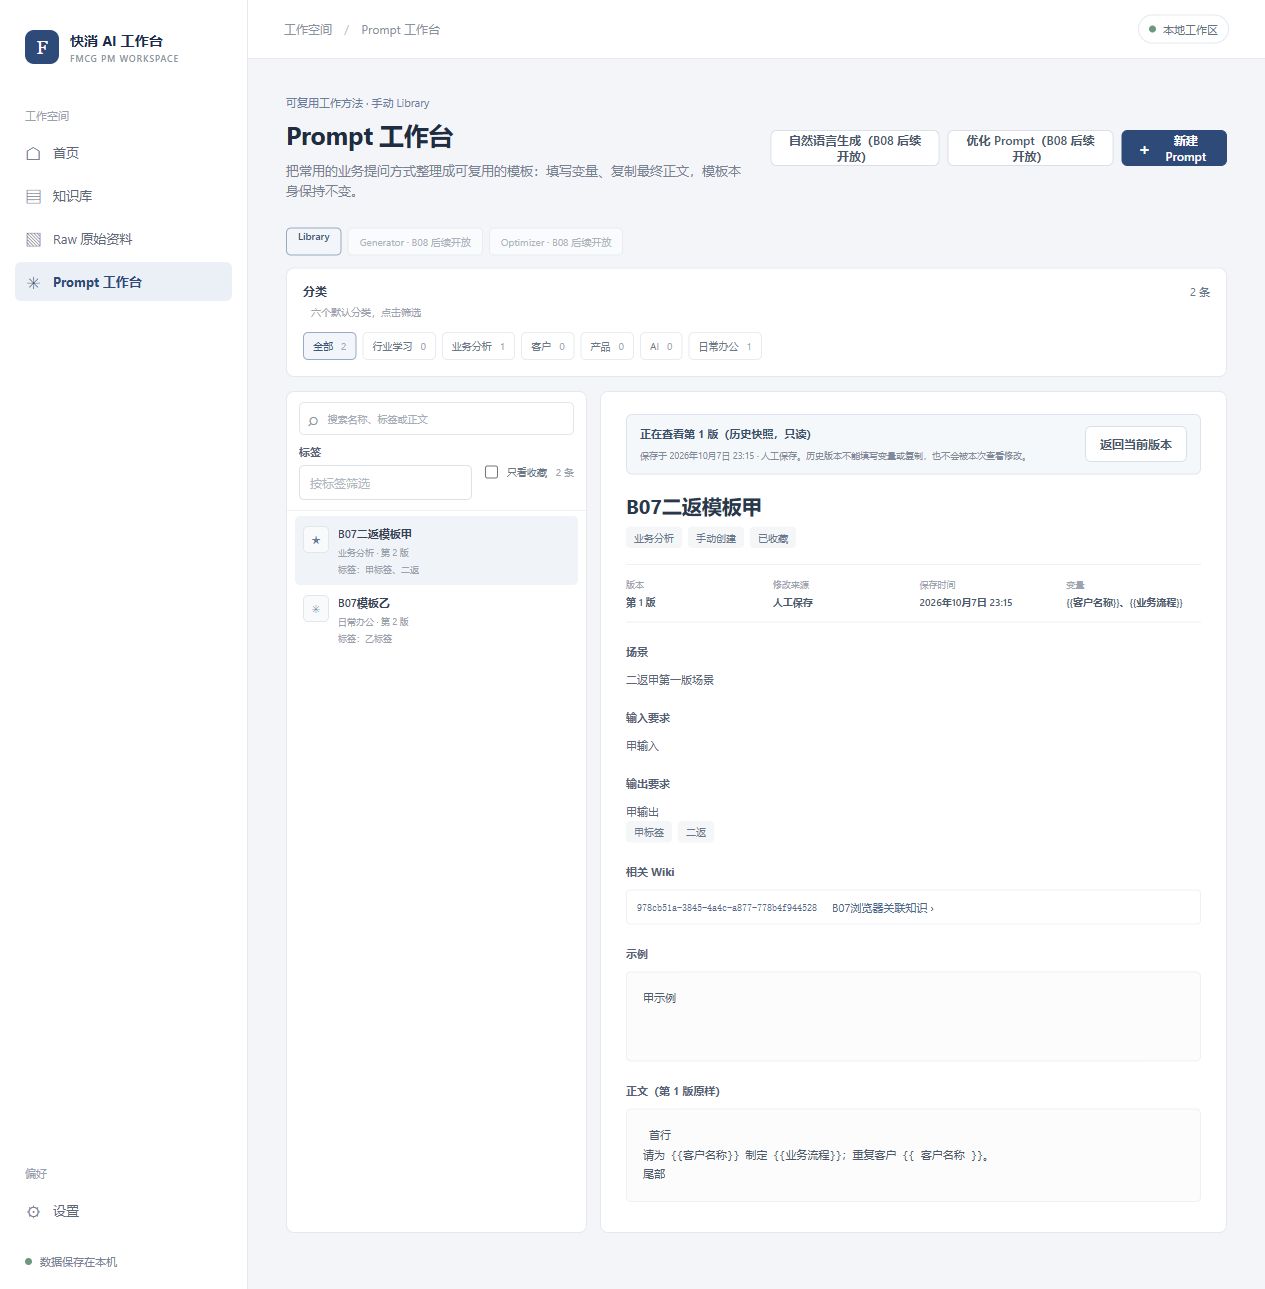 F
快消 AI 工作台
FMCG PM WORKSPACE
工作空间
首页
知识库
Raw 原始资料
Prompt 工作台
偏好
设置
数据保存在本机
工作空间 / Prompt 工作台
本地工作区
可复用工作方法 · 手动 Library
Prompt 工作台
把常用的业务提问方式整理成可复用的模板：填写变量、复制最终正文，模板本
身保持不变。
自然语言生成（B08 后续
开放）
优化 Prompt（B08 后续
开放）
+ 新建
Prompt
Library
Generator · B08 后续开放
Optimizer · B08 后续开放
分类
2 条
六个默认分类，点击筛选
全部 2
行业学习 0
业务分析 1
客户 0
产品 0
AI 0
日常办公 1
搜索名称、标签或正文
标签
按标签筛选
只看收藏 2 条
B07二返模板甲
业务分析 · 第 2 版
标签：甲标签、二返
B07模板乙
日常办公 · 第 2 版
标签：乙标签
正在查看第 1 版（历史快照，只读）
保存于 2026年10月7日 23:15 · 人工保存。历史版本不能填写变量或复制，也不会被本次查看修改。
返回当前版本
B07二返模板甲
业务分析
手动创建
已收藏
版本
第 1 版
修改来源
人工保存
保存时间
2026年10月7日 23:15
变量
{{客户名称}}、{{业务流程}}
场景
二返甲第一版场景
输入要求
甲输入
输出要求
甲输出
甲标签
二返
相关 Wiki
978cb51a-3845-4a4c-a877-778b4f944528 B07浏览器关联知识 ›
示例
甲示例
正文（第 1 版原样）
首行
请为 {{客户名称}} 制定 {{业务流程}}；重复客户 {{ 客户名称 }}。
尾部